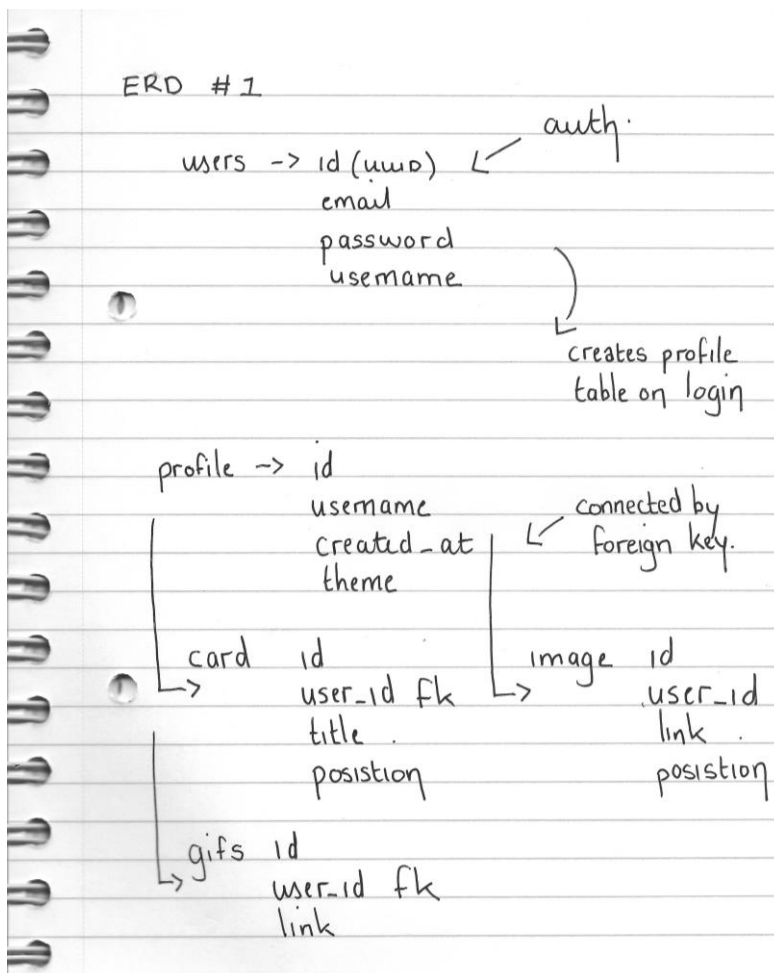 ERD #1
auth.
users -> id (UUID)
email
password
username
creates profile
table on login
profile -> id
username
created_at
theme
connected by
foreign key.
card id
user_id fk
title .
posistion
image id
user_id
link .
posistion
gifs id
user_id fk
link